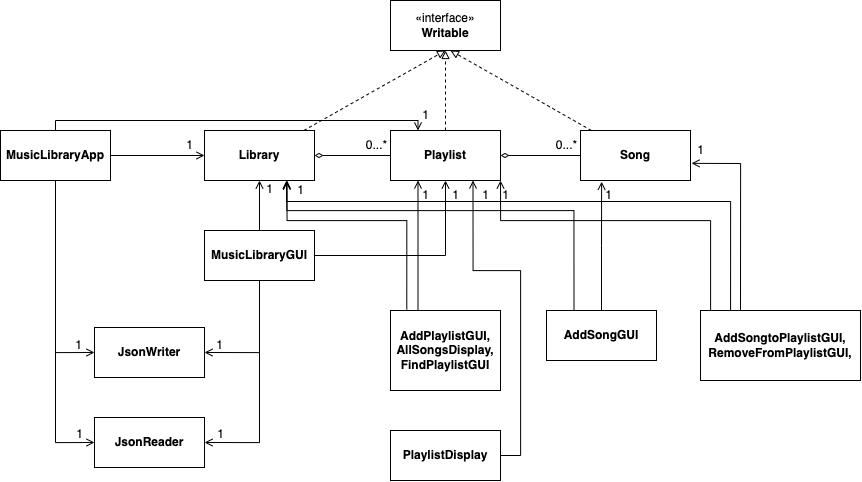 «interface»
Writable
1
MusicLibraryApp
1
Library
0...*
Playlist
0...*
Song
1
1
1
1
1
1
1
1
MusicLibraryGUI
AddPlaylistGUI,
AllSongsDisplay,
FindPlaylistGUI
AddSongGUI
AddSongtoPlaylistGUI,
RemoveFromPlaylistGUI,
1
JsonWriter
1
1
JsonReader
1
PlaylistDisplay